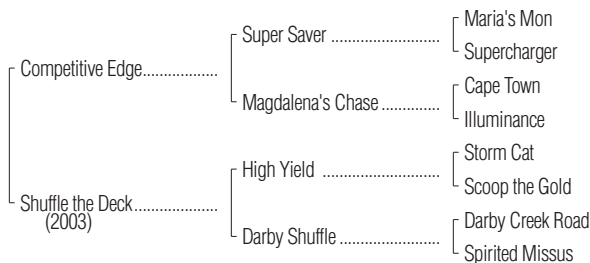 Maria's Mon
Super Saver ..........................
Supercharger
Competitive Edge..................
Cape Town
Magdalena's Chase ..............
Illuminance
Storm Cat
High Yield ............................
Scoop the Gold
Shuffle the Deck....................
(2003)
Darby Creek Road
Darby Shuffle ........................
Spirited Missus